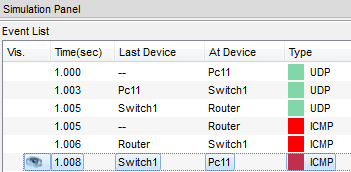 Simulation Panel
Event List
Vis. Time(sec) Last Device At Device Type
1.000 -- Pc11 UDP
1.003 Pc11 Switch1 UDP
1.005 Switch1 Router UDP
1.005 -- Router ICMP
1.006 Router Switch1 ICMP
1.008 Switch1 Pc11 ICMP